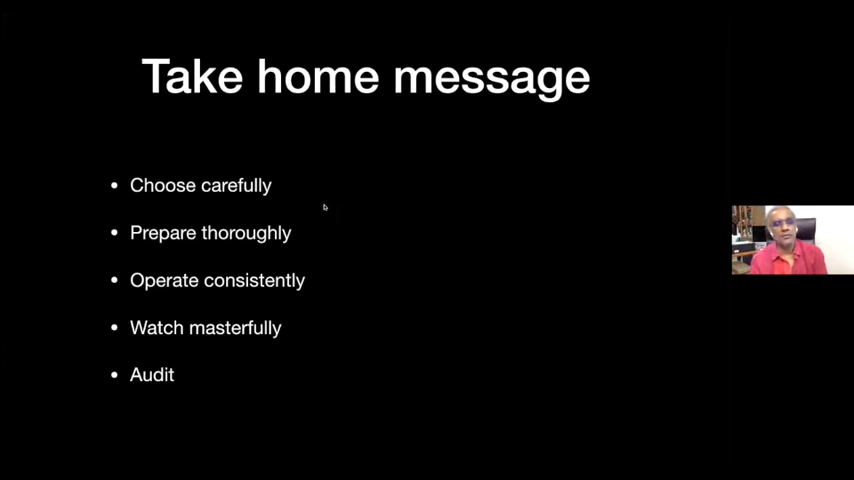 Take home message
• Choose carefully
• Prepare thoroughly
• Operate consistently
• Watch masterfully
• Audit